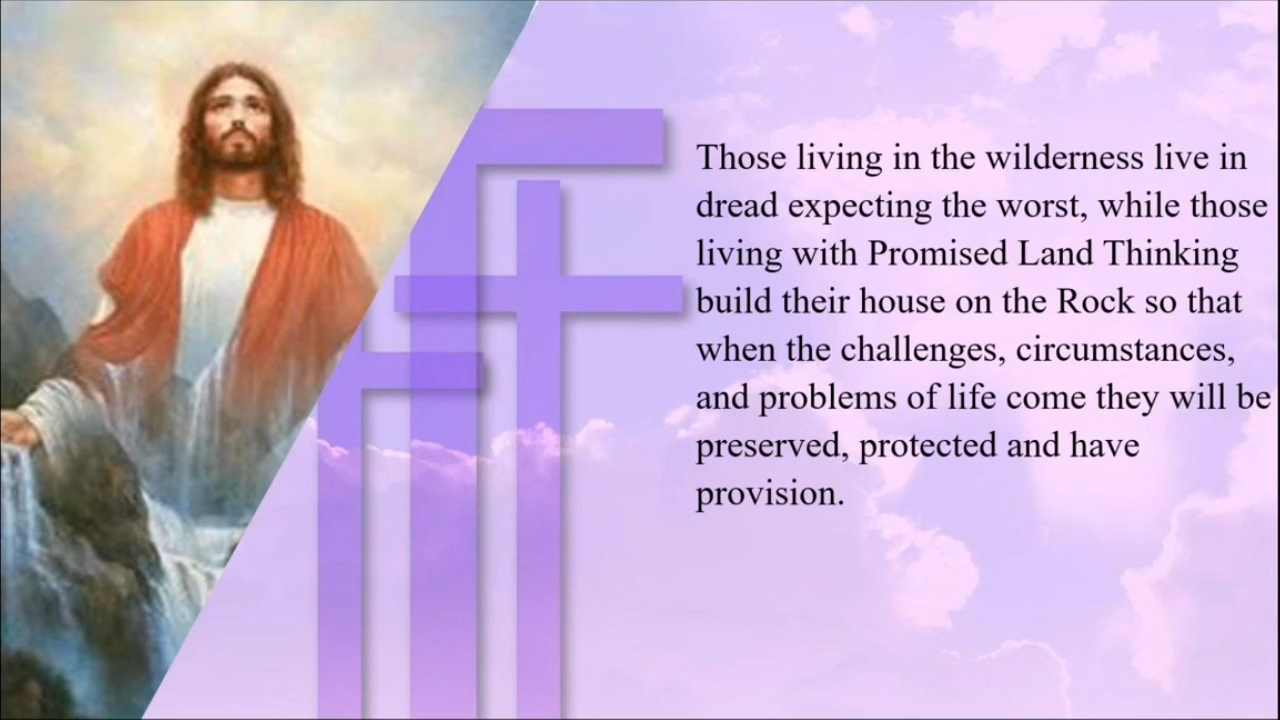 Those living in the wilderness live in
dread expecting the worst, while those
living with Promised Land Thinking
build their house on the Rock so that
when the challenges, circumstances,
and problems of life come they will be
preserved, protected and have
provision.